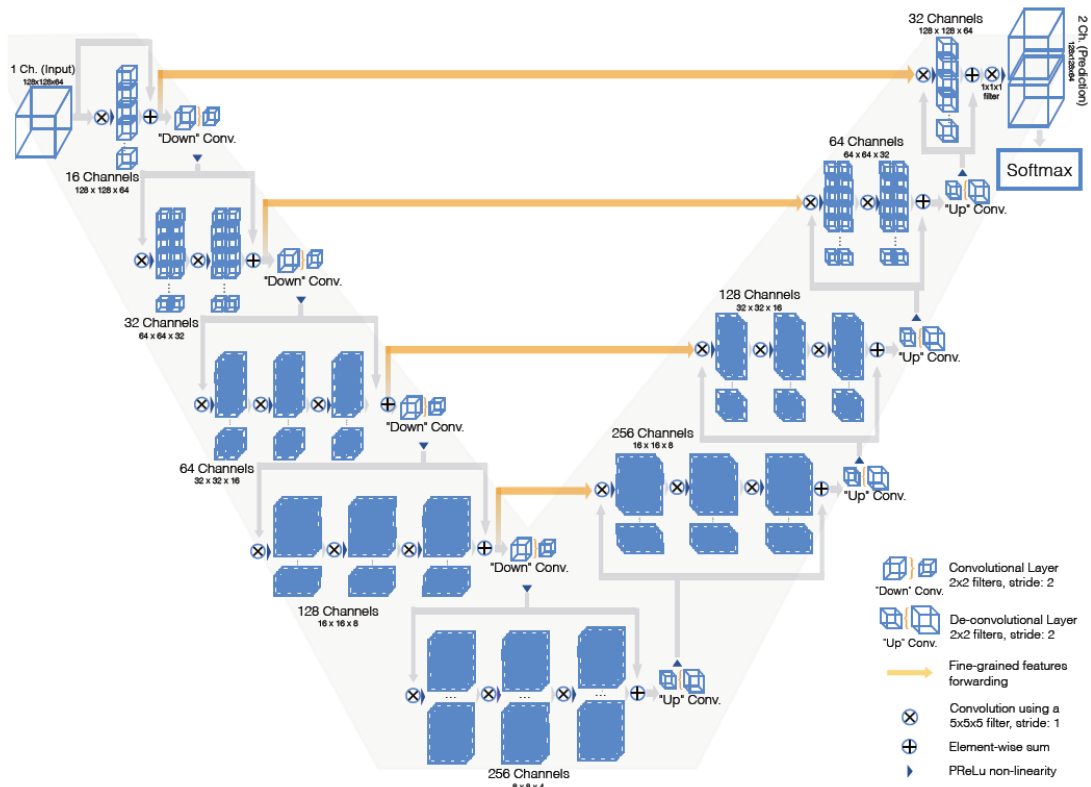 1 Ch. (Input)
128x128x64
"Down" Conv.
16 Channels
128 x 128 x 64
"Down" Conv.
32 Channels
64 x 64 x 32
"Down" Conv.
64 Channels
32 x 32 x 16
"Down" Conv.
128 Channels
16 x 16 x 8
... ... ...
256 Channels
8 x 8 x 4
"Up" Conv.
256 Channels
16 x 16 x 8
"Up" Conv.
128 Channels
32 x 32 x 16
"Up" Conv.
64 Channels
64 x 64 x 32
"Up" Conv.
32 Channels
128 x 128 x 64
1x1x1
filter
2 Ch. (Prediction)
128x128x64
Softmax
"Down" Conv.
Convolutional Layer
2x2 filters, stride: 2
"Up" Conv.
De-convolutional Layer
2x2 filters, stride: 2
Fine-grained features
forwarding
Convolution using a
5x5x5 filter, stride: 1
Element-wise sum
PReLu non-linearity